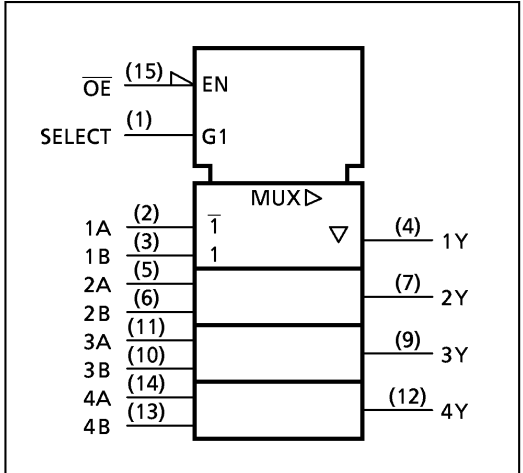 O̅E̅ (15) EN
SELECT (1) G1
MUX
1A (2) 1̅ (4) 1Y
1B (3) 1
2A (5) (7) 2Y
2B (6)
3A (11) (9) 3Y
3B (10)
4A (14) (12) 4Y
4B (13)